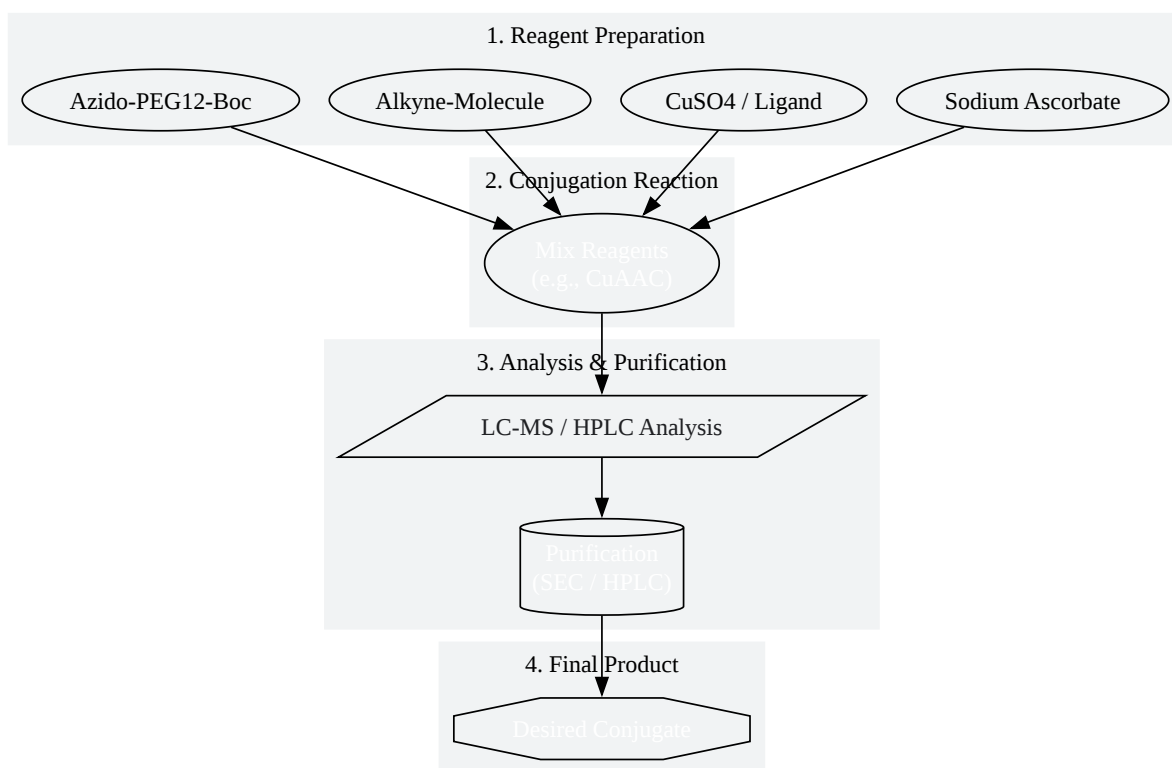 1. Reagent Preparation
Azido-PEG12-Boc
Alkyne-Molecule
CuSO4 / Ligand
Sodium Ascorbate
2. Conjugation Reaction
Mix Reagents
(e.g., CuAAC)
3. Analysis & Purification
LC-MS / HPLC Analysis
Purification
(SEC / HPLC)
4. Final Product
Desired Conjugate